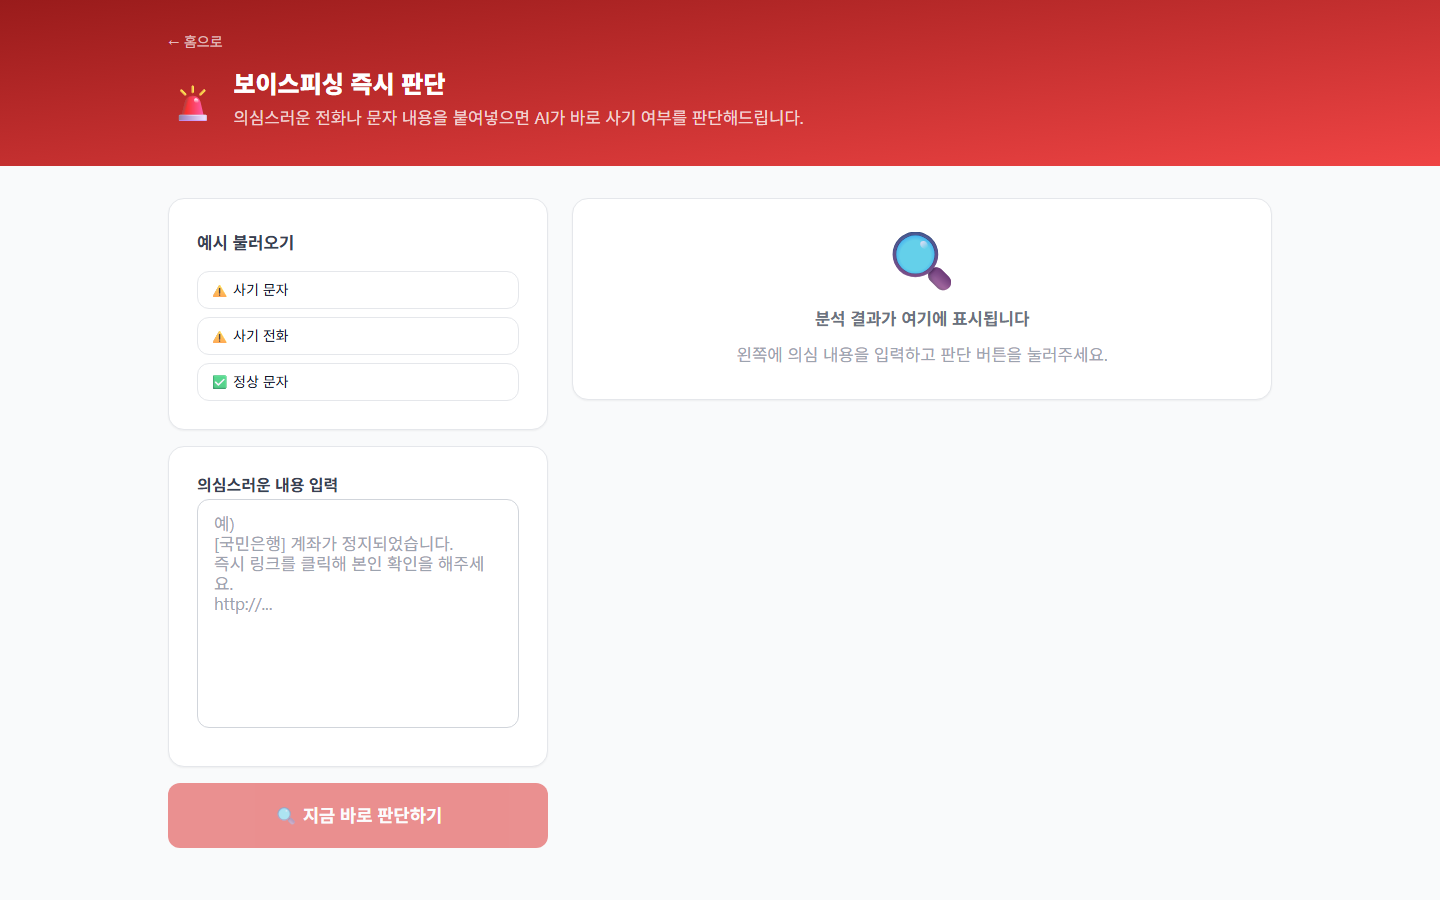 ← 홈으로
보이스피싱 즉시 판단
의심스러운 전화나 문자 내용을 붙여넣으면 AI가 바로 사기 여부를 판단해드립니다.
예시 불러오기
⚠️ 사기 문자
⚠️ 사기 전화
✅ 정상 문자
의심스러운 내용 입력
예)
[국민은행] 계좌가 정지되었습니다.
즉시 링크를 클릭해 본인 확인을 해주세
요.
http://...
🔍 지금 바로 판단하기
분석 결과가 여기에 표시됩니다
왼쪽에 의심 내용을 입력하고 판단 버튼을 눌러주세요.